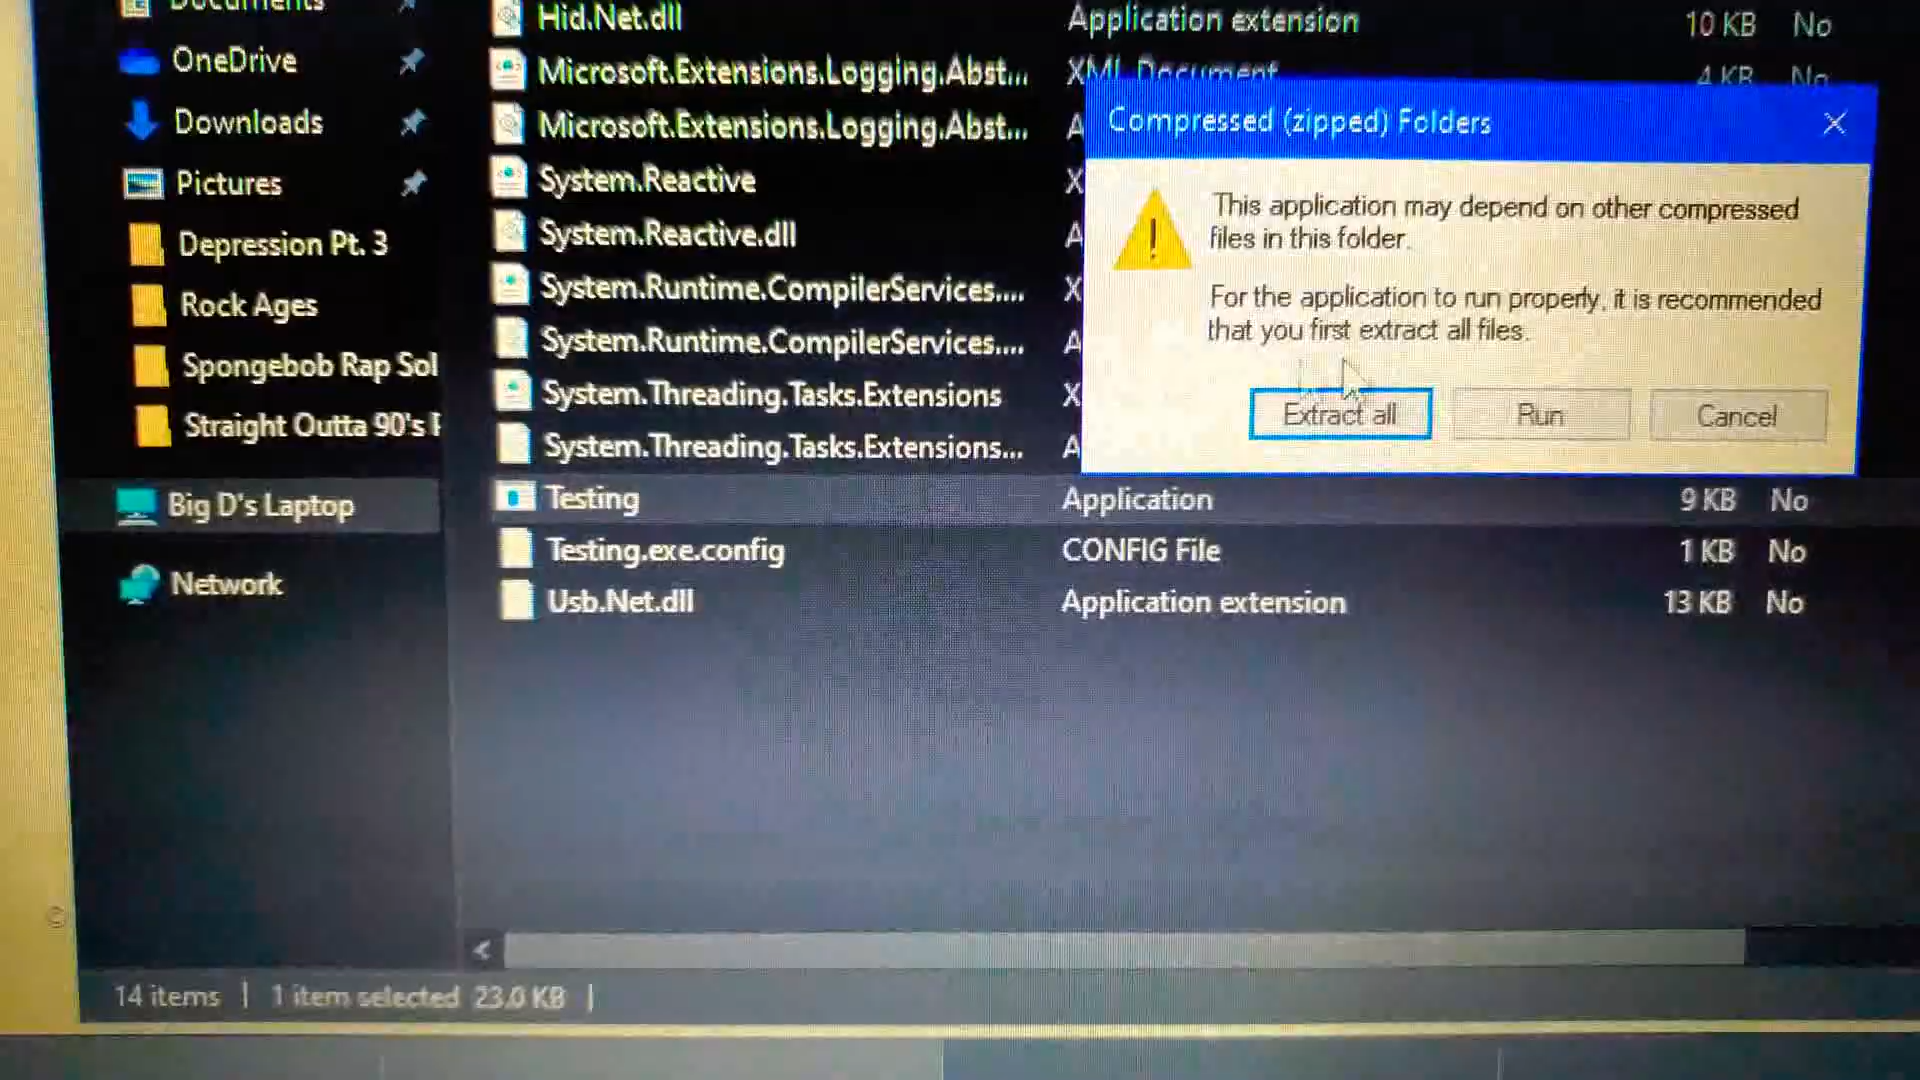 Documents
OneDrive
Downloads
Pictures
Depression Pt. 3
Rock Ages
Spongebob Rap Sol
Straight Outta 90's
Big D's Laptop
Network
Hid.Net.dll Application extension 10 KB No
Microsoft.Extensions.Logging.Abst... XML Document 4 KB No
Microsoft.Extensions.Logging.Abst... A
System.Reactive X
System.Reactive.dll A
System.Runtime.CompilerServices.... X
System.Runtime.CompilerServices.... A
System.Threading.Tasks.Extensions X
System.Threading.Tasks.Extensions... A
Testing Application 9 KB No
Testing.exe.config CONFIG File 1 KB No
Usb.Net.dll Application extension 13 KB No
Compressed (zipped) Folders
This application may depend on other compressed
files in this folder.
For the application to run properly, it is recommended
that you first extract all files.
Extract all Run Cancel
14 items | 1 item selected 23.0 KB |